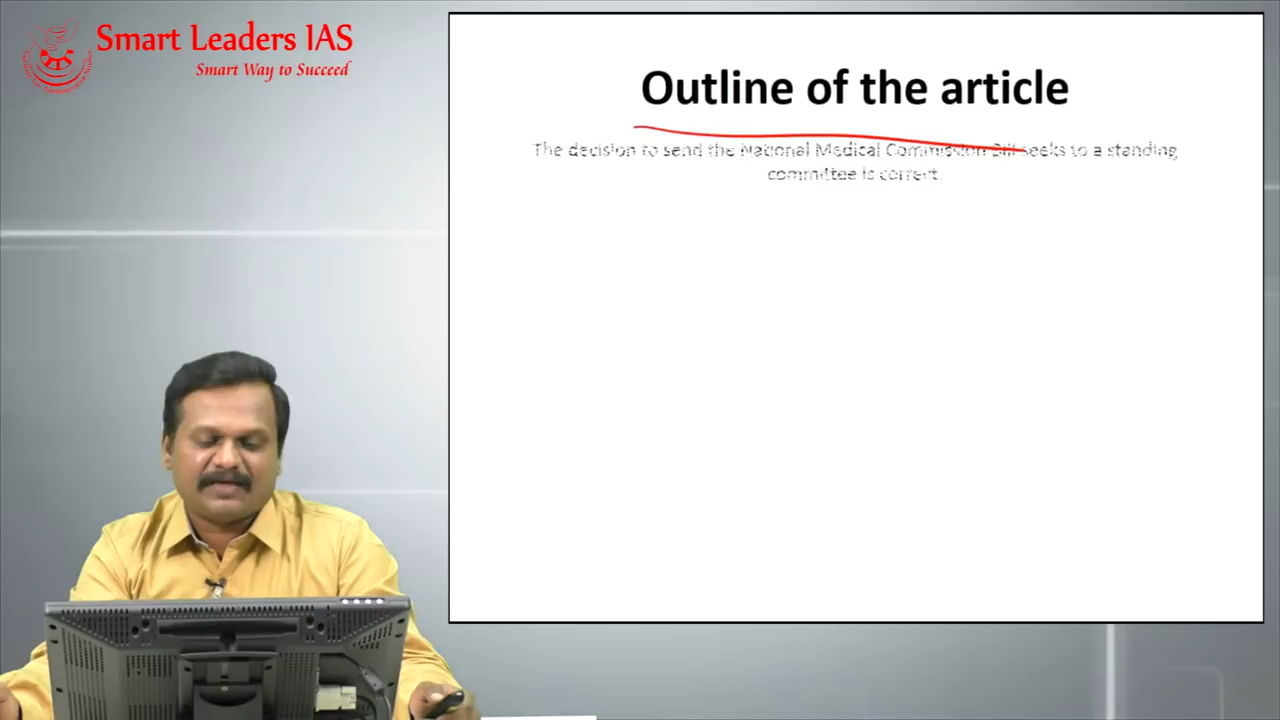 Smart Leaders IAS
Smart Way to Succeed
Outline of the article
The decision to send the National Medical Commission Bill seeks to a standing
committee is correct